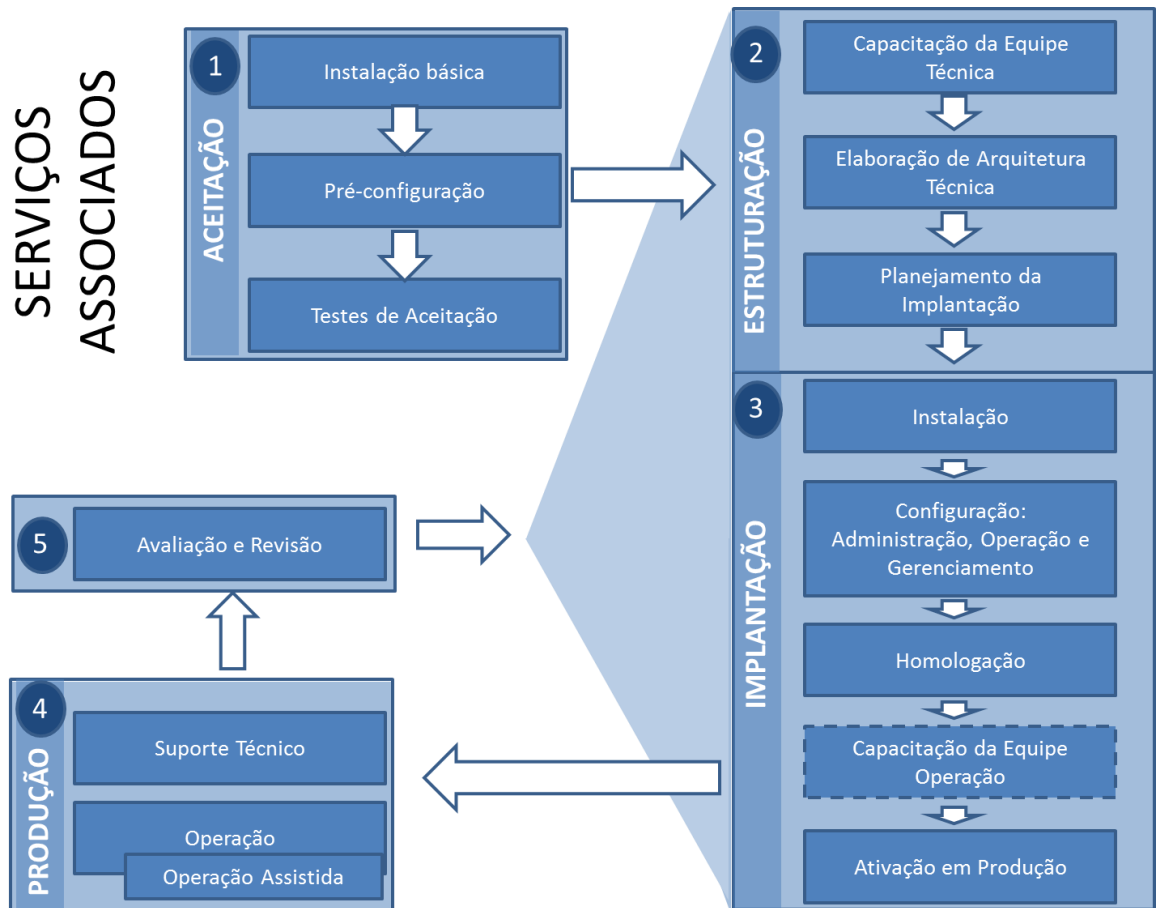 SERVIÇOS
ASSOCIADOS
1
ACEITAÇÃO
Instalação básica
Pré-configuração
Testes de Aceitação
2
ESTRUTURAÇÃO
Capacitação da Equipe
Técnica
Elaboração de Arquitetura
Técnica
Planejamento da
Implantação
3
IMPLANTAÇÃO
Instalação
Configuração:
Administração, Operação e
Gerenciamento
Homologação
Capacitação da Equipe
Operação
Ativação em Produção
4
PRODUÇÃO
Suporte Técnico
Operação
Operação Assistida
5
Avaliação e Revisão